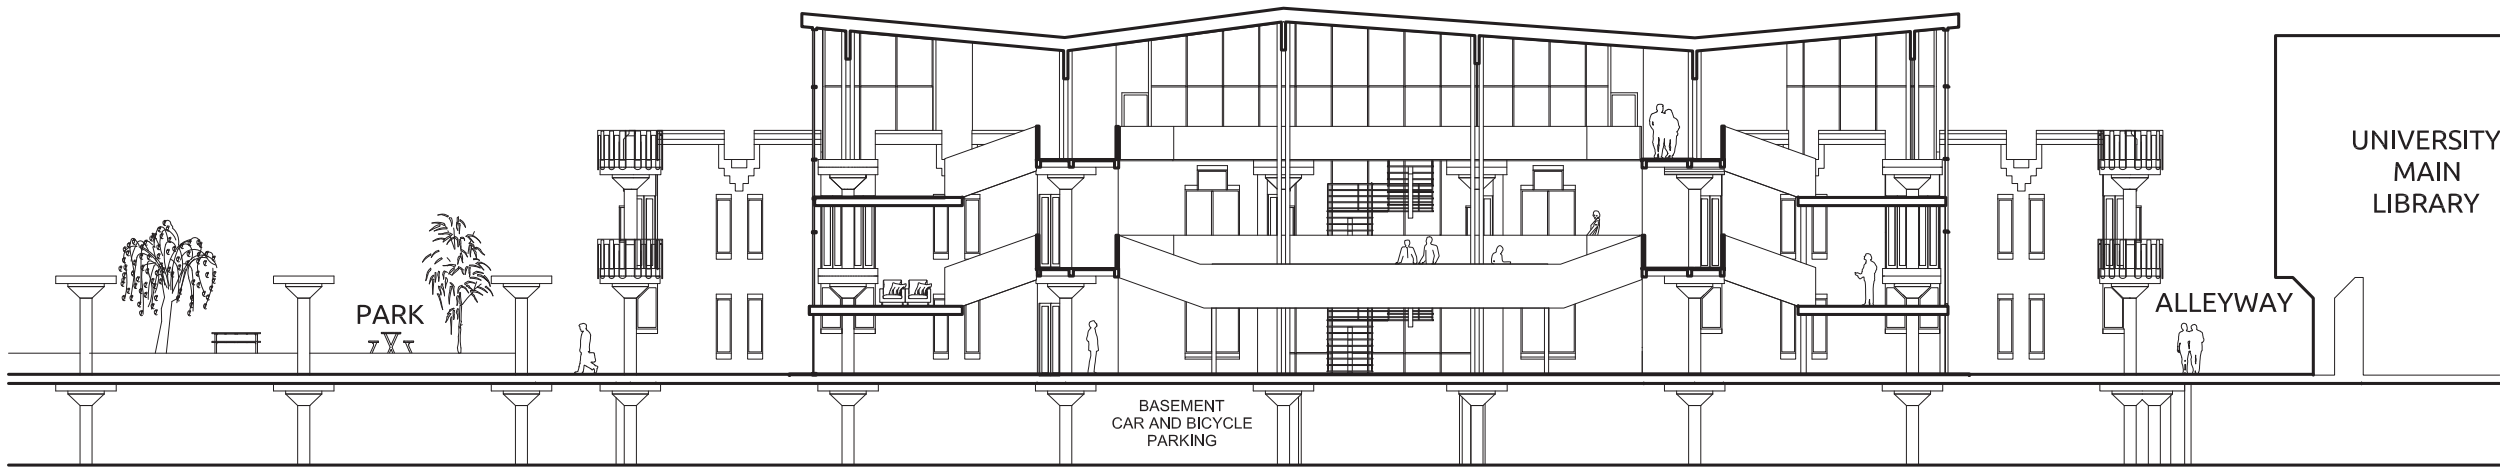 PARK
BASEMENT
CAR AND BICYCLE
PARKING
ALLEYWAY
UNIVERSITY
MAIN
LIBRARY